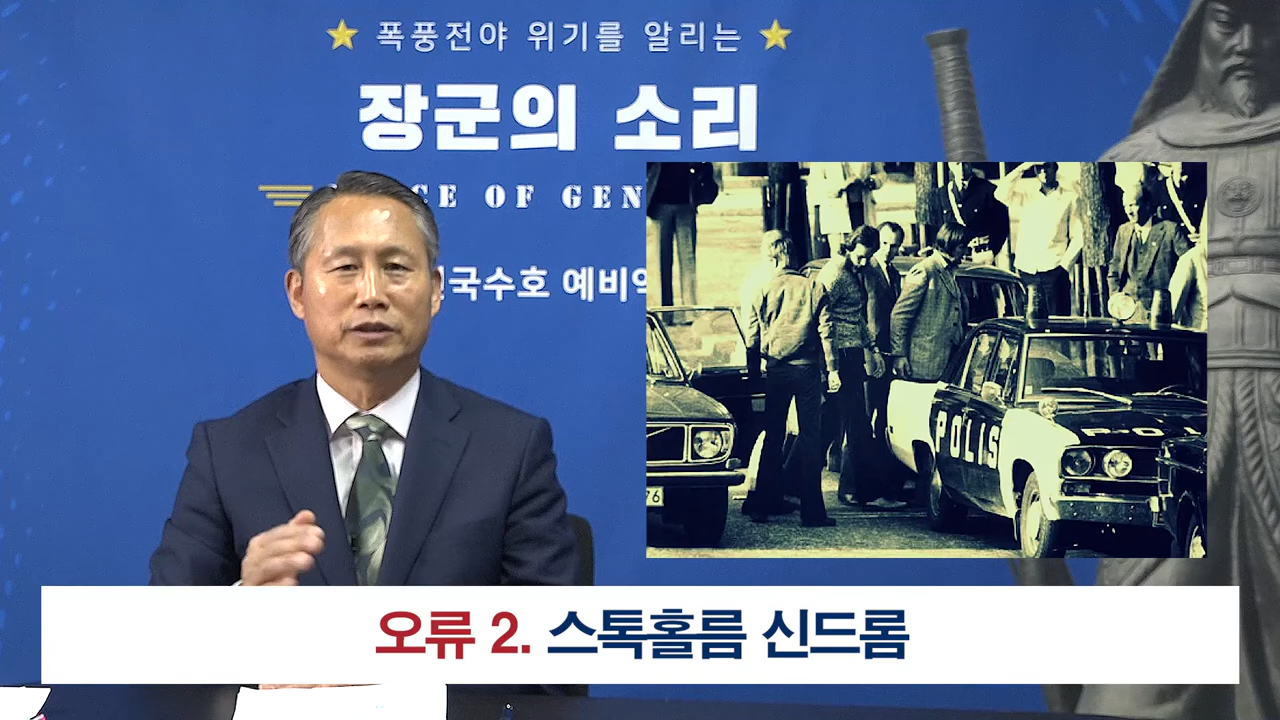 폭풍전야 위기를 알리는
장군의 소리
CE OF GEN
국수호 예비역
POLIS
POLI
76
오류 2. 스톡홀름 신드롬